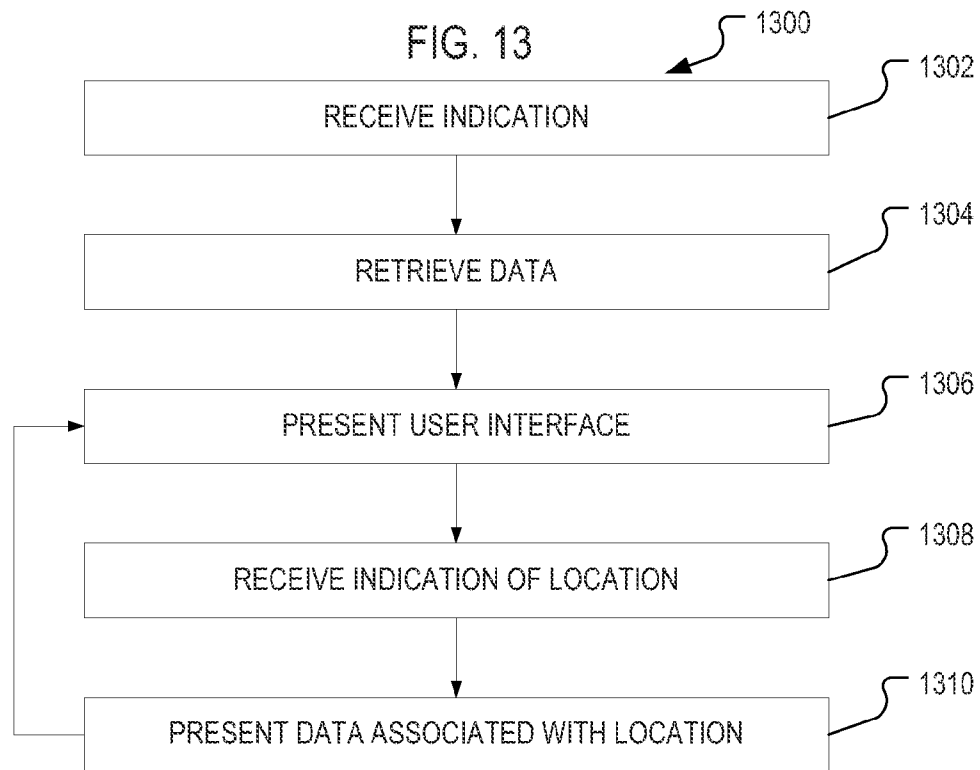 FIG. 13
1300
RECEIVE INDICATION
1302
RETRIEVE DATA
1304
PRESENT USER INTERFACE
1306
RECEIVE INDICATION OF LOCATION
1308
PRESENT DATA ASSOCIATED WITH LOCATION
1310